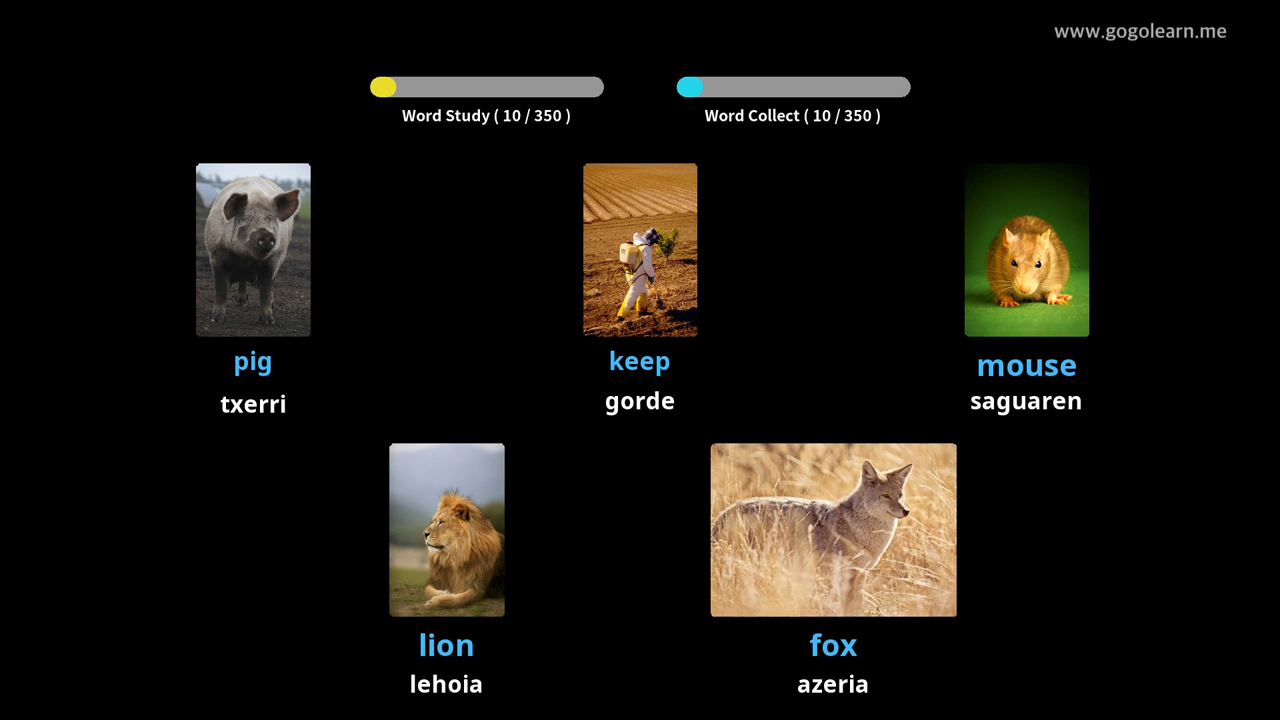 www.gogolearn.me
Word Study ( 10 / 350 )
Word Collect ( 10 / 350 )
pig
txerri
keep
gorde
mouse
saguaren
lion
lehoia
fox
azeria